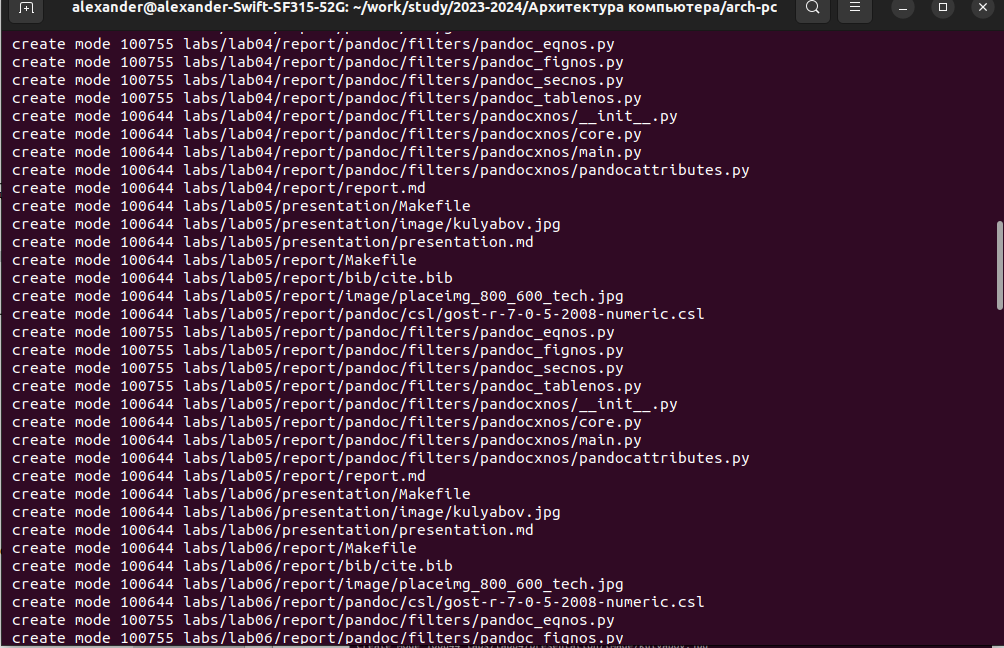 alexander@alexander-Swift-SF315-52G: ~/work/study/2023-2024/Архитектура компьютера/arch-pc
create mode 100755 labs/lab04/report/pandoc/filters/pandoc_eqnos.py
create mode 100755 labs/lab04/report/pandoc/filters/pandoc_fignos.py
create mode 100755 labs/lab04/report/pandoc/filters/pandoc_secnos.py
create mode 100755 labs/lab04/report/pandoc/filters/pandoc_tablenos.py
create mode 100644 labs/lab04/report/pandoc/filters/pandocxnos/__init__.py
create mode 100644 labs/lab04/report/pandoc/filters/pandocxnos/core.py
create mode 100644 labs/lab04/report/pandoc/filters/pandocxnos/main.py
create mode 100644 labs/lab04/report/pandoc/filters/pandocxnos/pandocattributes.py
create mode 100644 labs/lab04/report/report.md
create mode 100644 labs/lab05/presentation/Makefile
create mode 100644 labs/lab05/presentation/image/kulyabov.jpg
create mode 100644 labs/lab05/presentation/presentation.md
create mode 100644 labs/lab05/report/Makefile
create mode 100644 labs/lab05/report/bib/cite.bib
create mode 100644 labs/lab05/report/image/placeimg_800_600_tech.jpg
create mode 100644 labs/lab05/report/pandoc/csl/gost-r-7-0-5-2008-numeric.csl
create mode 100755 labs/lab05/report/pandoc/filters/pandoc_eqnos.py
create mode 100755 labs/lab05/report/pandoc/filters/pandoc_fignos.py
create mode 100755 labs/lab05/report/pandoc/filters/pandoc_secnos.py
create mode 100755 labs/lab05/report/pandoc/filters/pandoc_tablenos.py
create mode 100644 labs/lab05/report/pandoc/filters/pandocxnos/__init__.py
create mode 100644 labs/lab05/report/pandoc/filters/pandocxnos/core.py
create mode 100644 labs/lab05/report/pandoc/filters/pandocxnos/main.py
create mode 100644 labs/lab05/report/pandoc/filters/pandocxnos/pandocattributes.py
create mode 100644 labs/lab05/report/report.md
create mode 100644 labs/lab06/presentation/Makefile
create mode 100644 labs/lab06/presentation/image/kulyabov.jpg
create mode 100644 labs/lab06/presentation/presentation.md
create mode 100644 labs/lab06/report/Makefile
create mode 100644 labs/lab06/report/bib/cite.bib
create mode 100644 labs/lab06/report/image/placeimg_800_600_tech.jpg
create mode 100644 labs/lab06/report/pandoc/csl/gost-r-7-0-5-2008-numeric.csl
create mode 100755 labs/lab06/report/pandoc/filters/pandoc_eqnos.py
create mode 100755 labs/lab06/report/pandoc/filters/pandoc_fignos.py